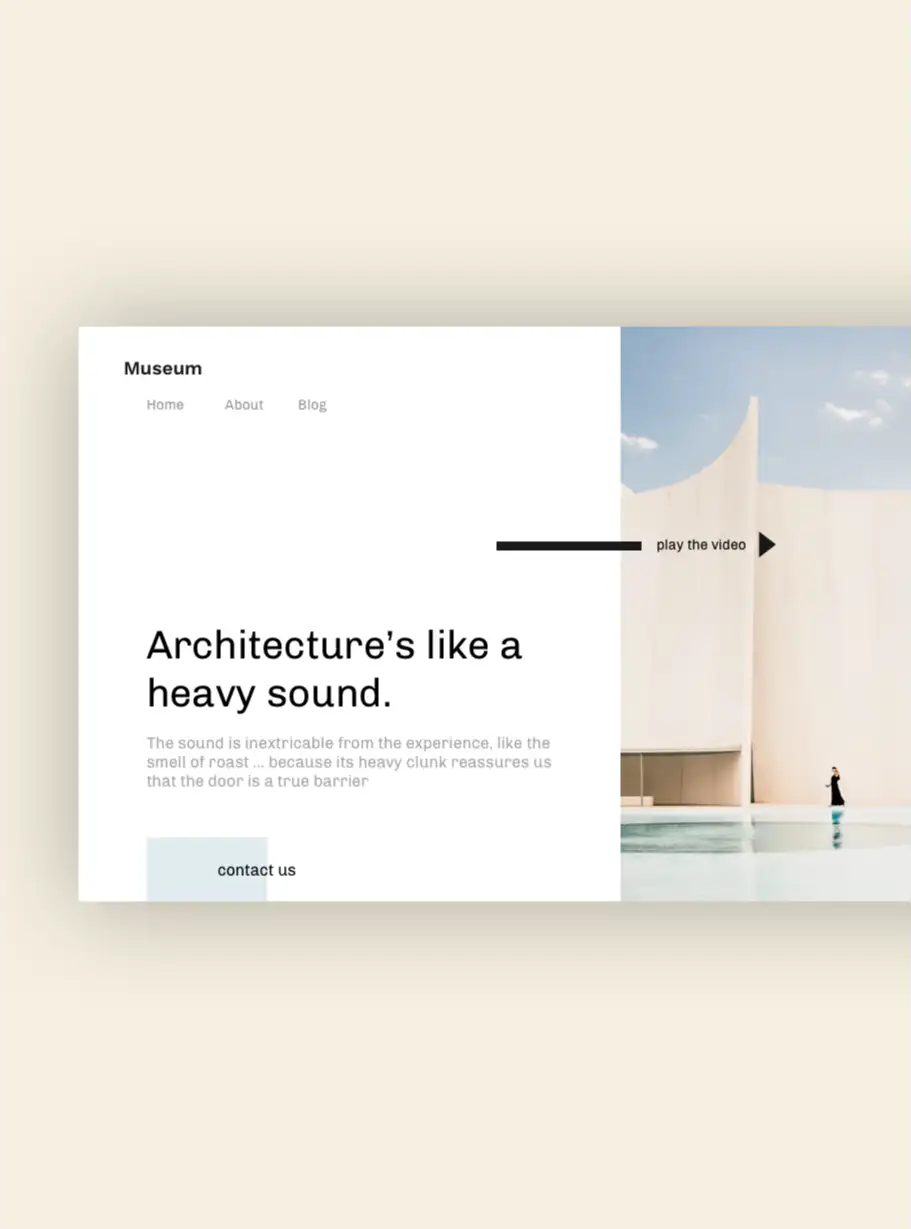 Museum
Home About Blog
play the video
Architecture’s like a
heavy sound.
The sound is inextricable from the experience, like the
smell of roast ... because its heavy clunk reassures us
that the door is a true barrier
contact us